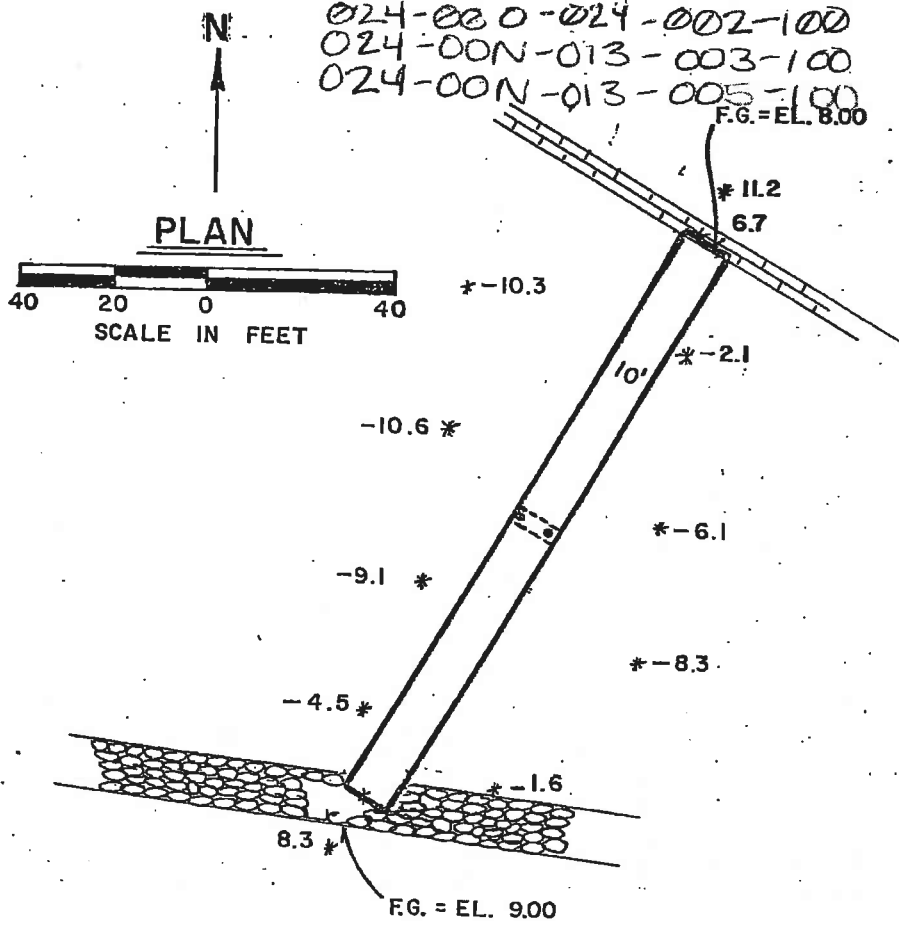 024-000-024-002-100
024-00N-013-003-100
024-00N-013-005-100
N
F.G. = EL. 8.00
* 11.2
6.7
PLAN
40 20 0 40
SCALE IN FEET
*-10.3
*-2.1
10'
-10.6 *
*-6.1
-9.1 *
*-8.3
-4.5 *
*-1.6
8.3 *
F.G. = EL. 9.00